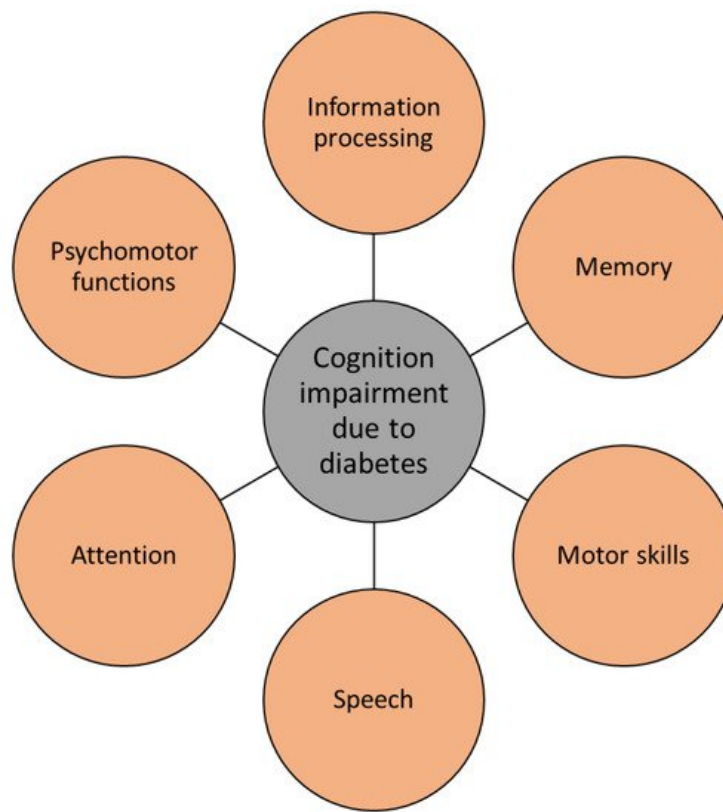 Information
processing
Psychomotor
functions
Memory
Cognition
impairment
due to
diabetes
Attention
Motor skills
Speech